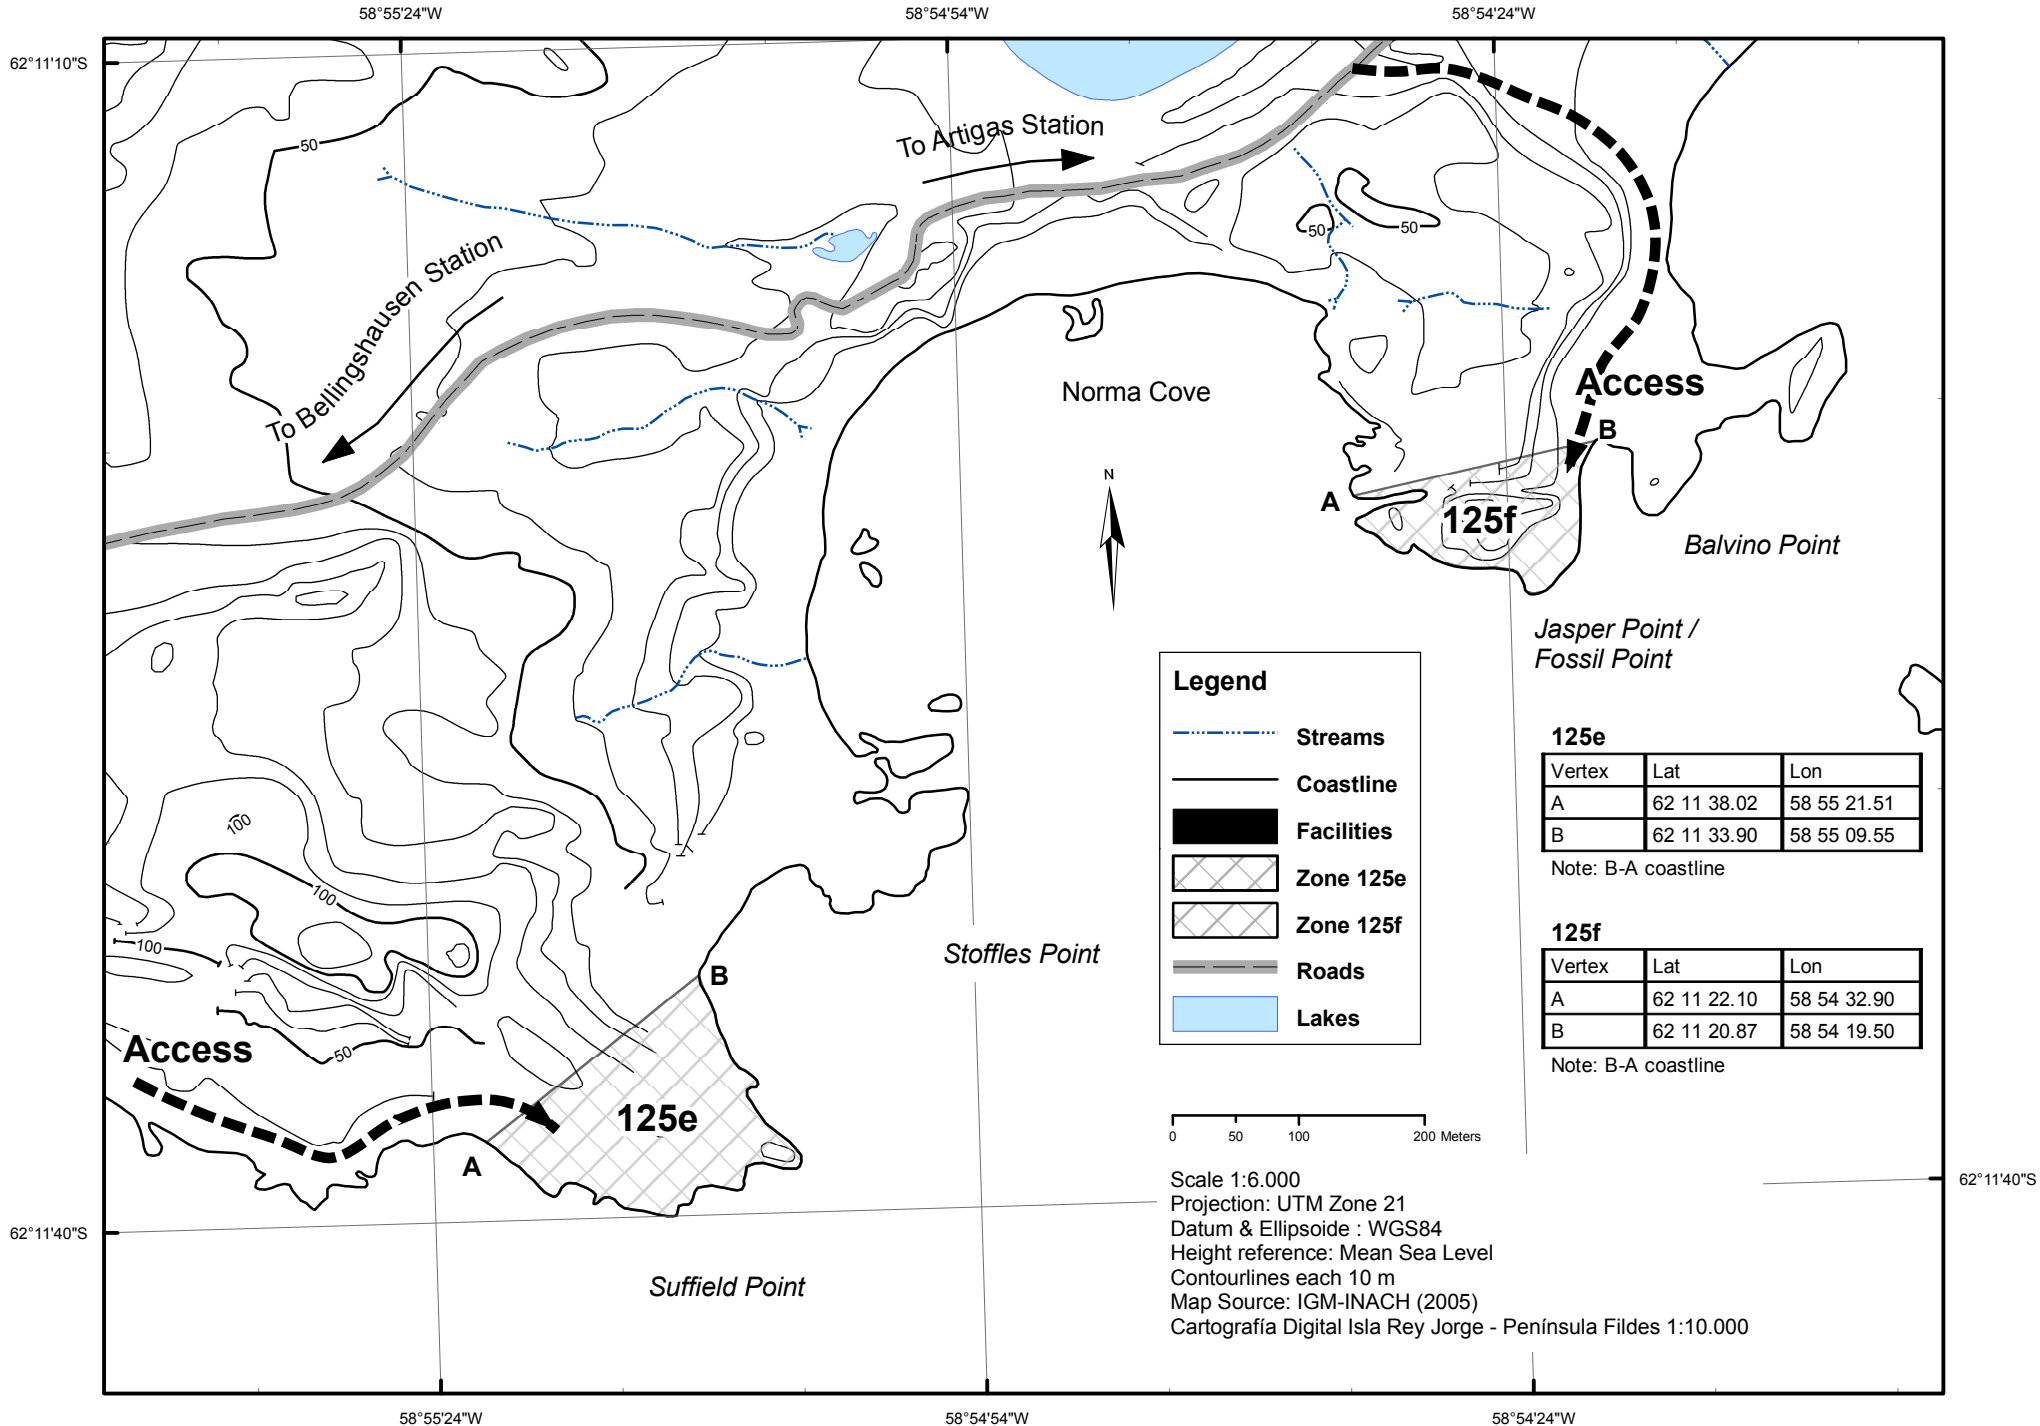 58°55'24"W
58°54'54"W
58°54'24"W
62°11'10"S
To Artigas Station
50
To Bellingshausen Station
50
50
Norma Cove
Access
B
A
N
125f
Balvino Point
Jasper Point /
Fossil Point
Legend
Streams
Coastline
Facilities
Zone 125e
Zone 125f
Roads
Lakes
125e
Vertex Lat Lon
A 62 11 38.02 58 55 21.51
B 62 11 33.90 58 55 09.55
Note: B-A coastline
125f
Vertex Lat Lon
A 62 11 22.10 58 54 32.90
B 62 11 20.87 58 54 19.50
Note: B-A coastline
100
100
100
Stoffles Point
B
Access
50
125e
A
0 50 100 200 Meters
62°11'40"S
62°11'40"S
Scale 1:6.000
Projection: UTM Zone 21
Datum & Ellipsoide : WGS84
Height reference: Mean Sea Level
Contourlines each 10 m
Map Source: IGM-INACH (2005)
Cartografía Digital Isla Rey Jorge - Península Fildes 1:10.000
Suffield Point
58°55'24"W
58°54'54"W
58°54'24"W